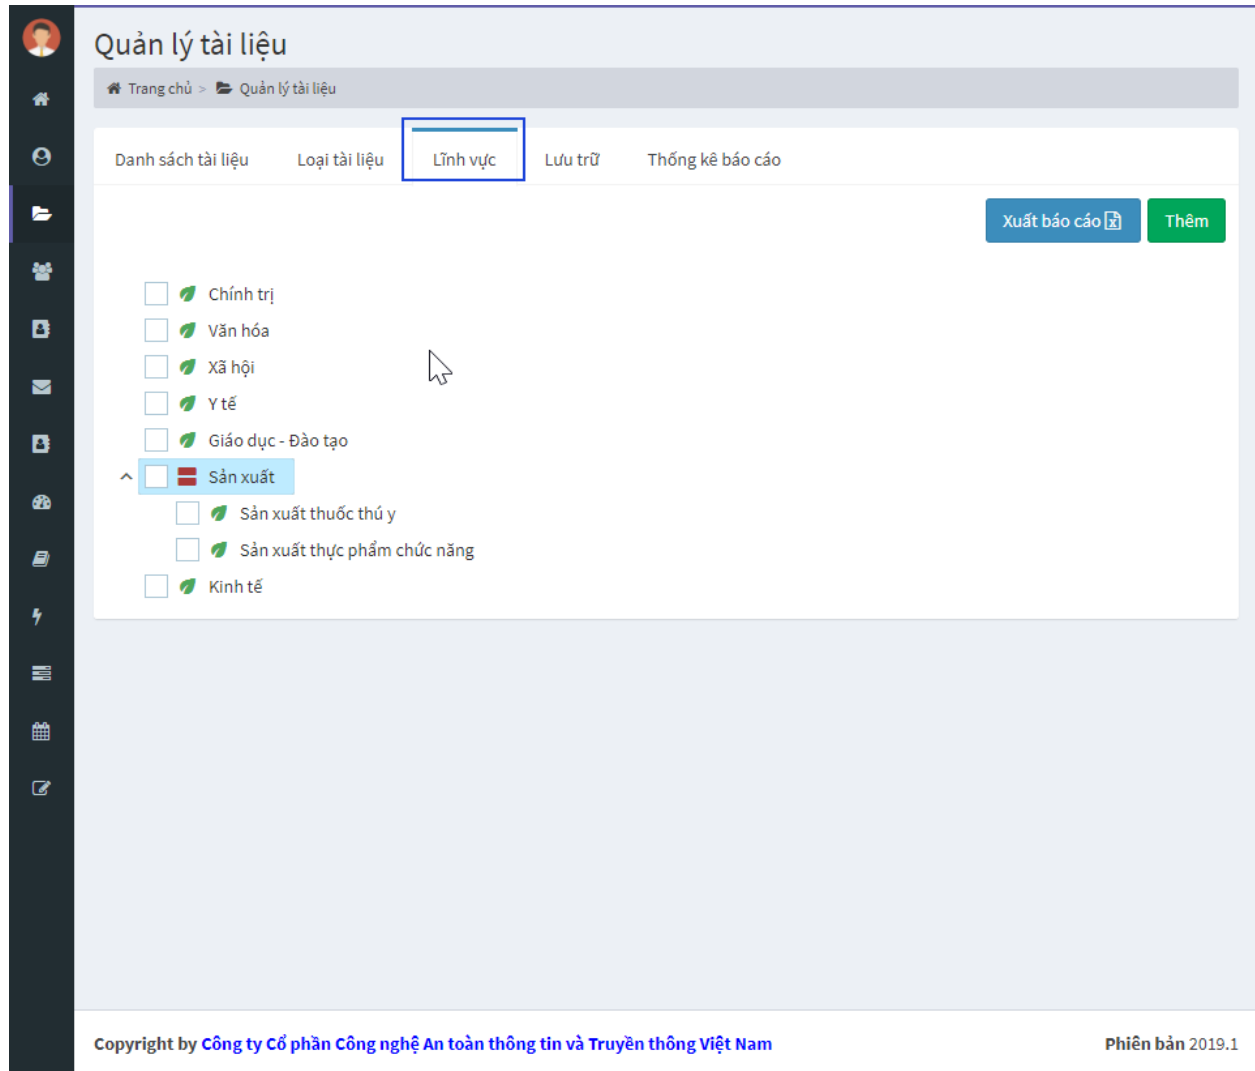 Quản lý tài liệu
Trang chủ > Quản lý tài liệu
Danh sách tài liệu Loại tài liệu Lĩnh vực Lưu trữ Thống kê báo cáo
Xuất báo cáo Thêm
Chính trị
Văn hóa
Xã hội
Y tế
Giáo dục - Đào tạo
Sản xuất
Sản xuất thuốc thú y
Sản xuất thực phẩm chức năng
Kinh tế
Copyright by Công ty Cổ phần Công nghệ An toàn thông tin và Truyền thông Việt Nam Phiên bản 2019.1